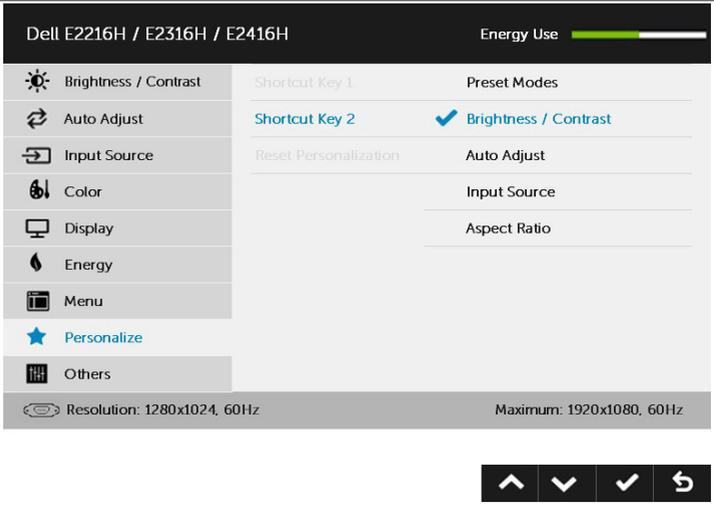 Dell E2216H / E2316H / E2416H
Energy Use
Brightness / Contrast
Auto Adjust
Input Source
Color
Display
Energy
Menu
Personalize
Others
Shortcut Key 1
Shortcut Key 2
Reset Personalization
Preset Modes
Brightness / Contrast
Auto Adjust
Input Source
Aspect Ratio
Resolution: 1280x1024, 60Hz
Maximum: 1920x1080, 60Hz